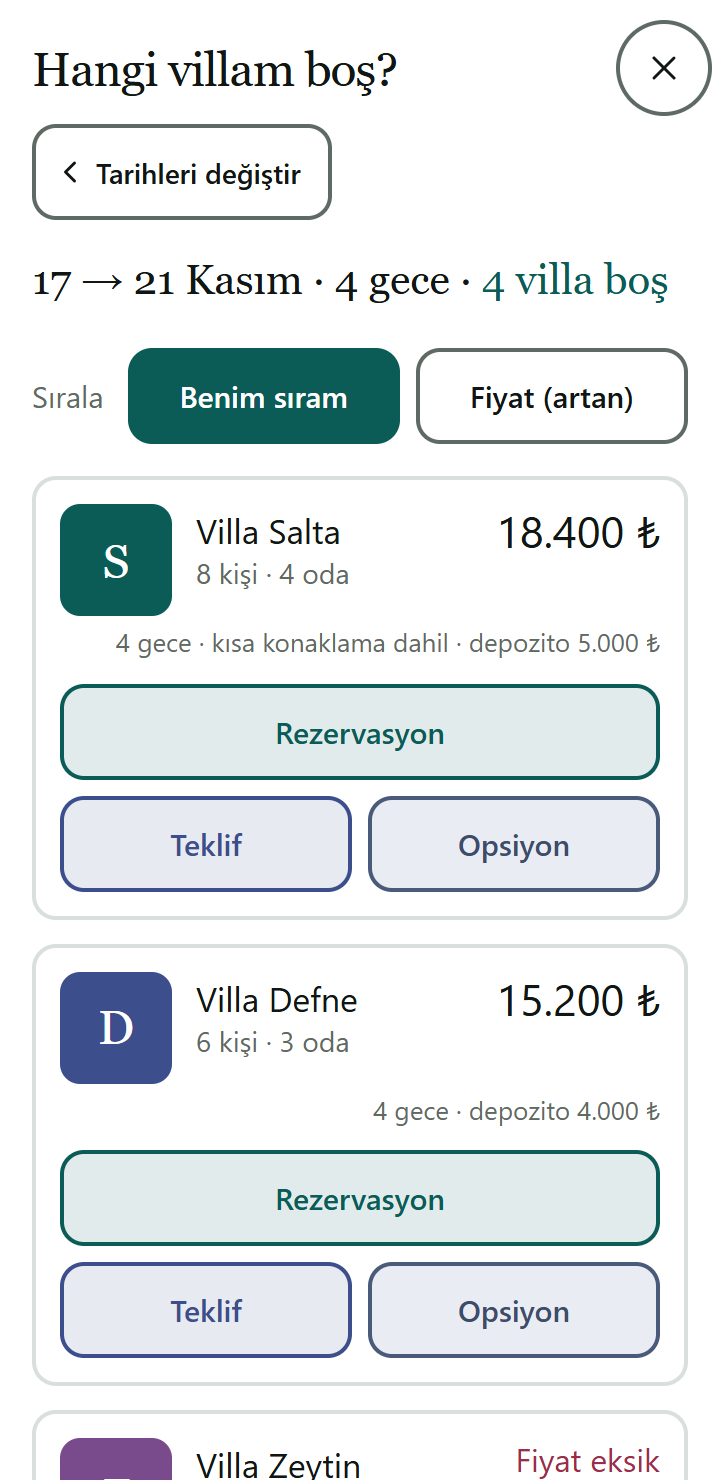 Hangi villam boş?
Tarihleri değiştir
17 → 21 Kasım · 4 gece · 4 villa boş
Sırala Benim sıram Fiyat (artan)
S Villa Salta 18.400 ₺
8 kişi · 4 oda
4 gece · kısa konaklama dahil · depozito 5.000 ₺
Rezervasyon
Teklif Opsiyon
D Villa Defne 15.200 ₺
6 kişi · 3 oda
4 gece · depozito 4.000 ₺
Rezervasyon
Teklif Opsiyon
Villa Zeytin Fiyat eksik